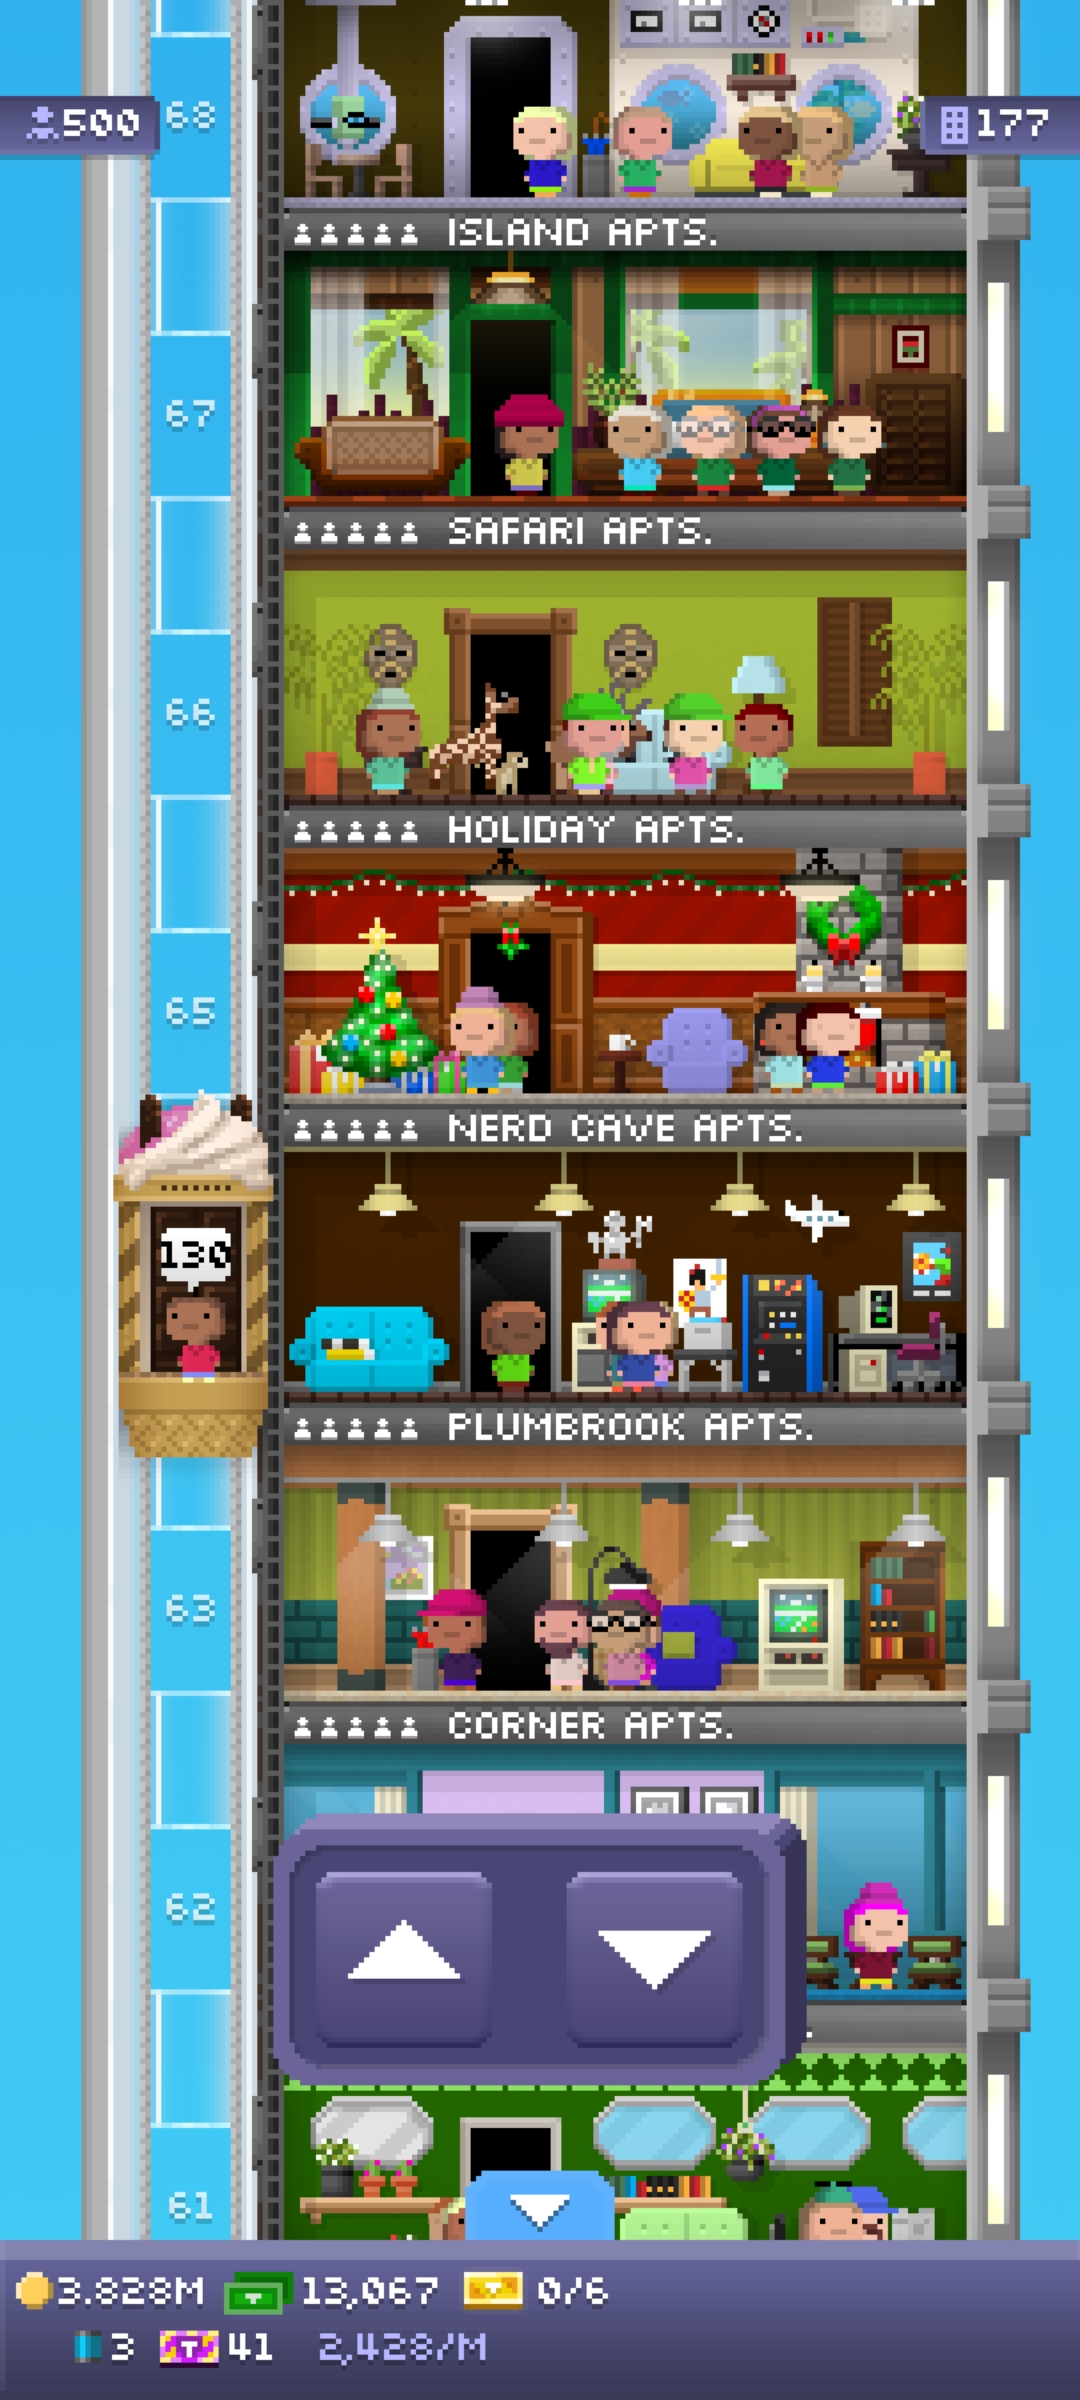 68
500
177
ISLAND APTS.
67
SAFARI APTS.
66
HOLIDAY APTS.
65
NERD CAVE APTS.
130
PLUMBROOK APTS.
63
CORNER APTS.
62
61
3.828M 13,067 0/6
3 T 41 2,428/M